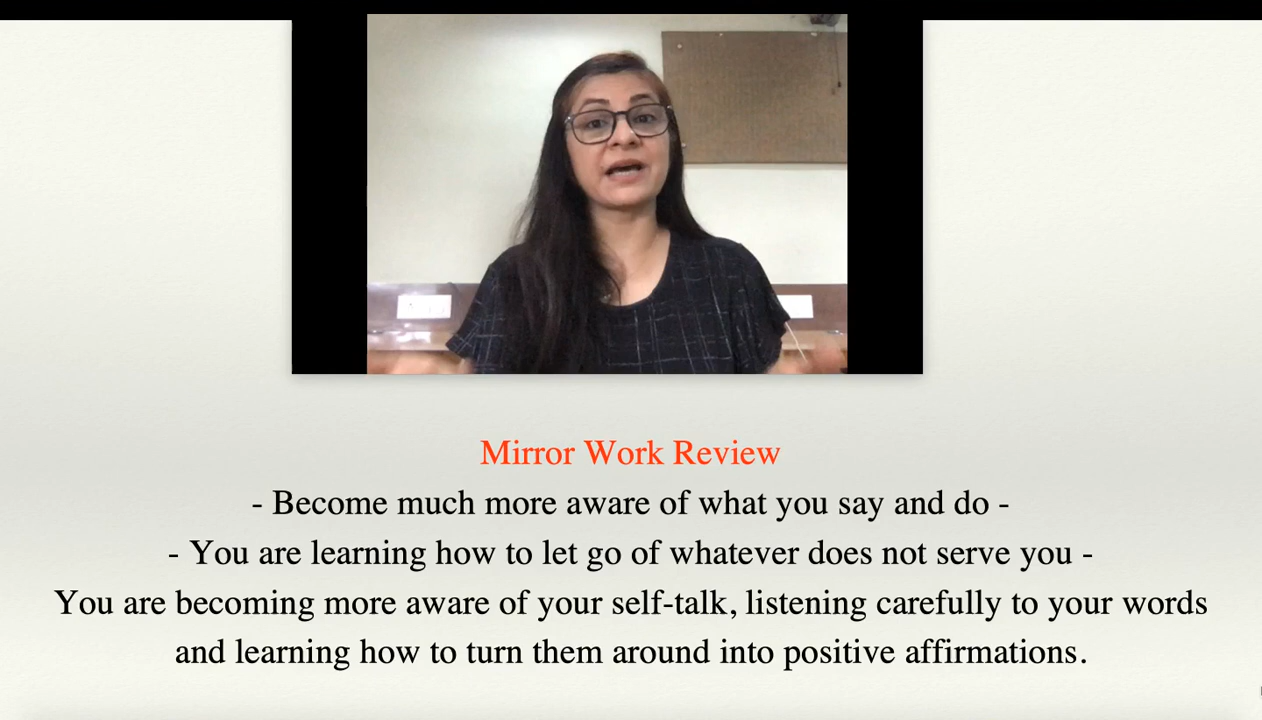 Mirror Work Review
- Become much more aware of what you say and do -
- You are learning how to let go of whatever does not serve you -
You are becoming more aware of your self-talk, listening carefully to your words
and learning how to turn them around into positive affirmations.